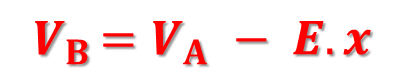 V_B = V_A − E.x